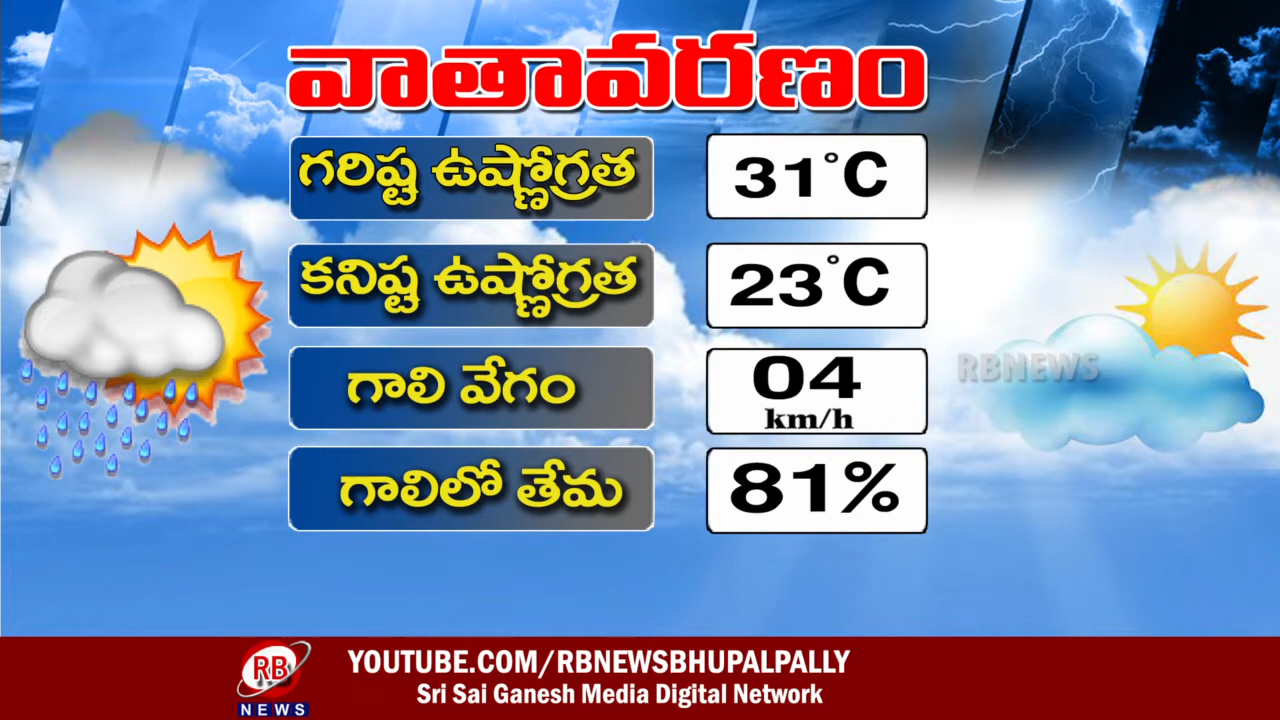 వాతావరణం
గరిష్ట ఉష్ణోగ్రత 31°C
కనిష్ట ఉష్ణోగ్రత 23°C
గాలి వేగం 04 km/h
గాలిలో తేమ 81%
RBNEWS
RB NEWS
YOUTUBE.COM/RBNEWSBHUPALPALLY
Sri Sai Ganesh Media Digital Network